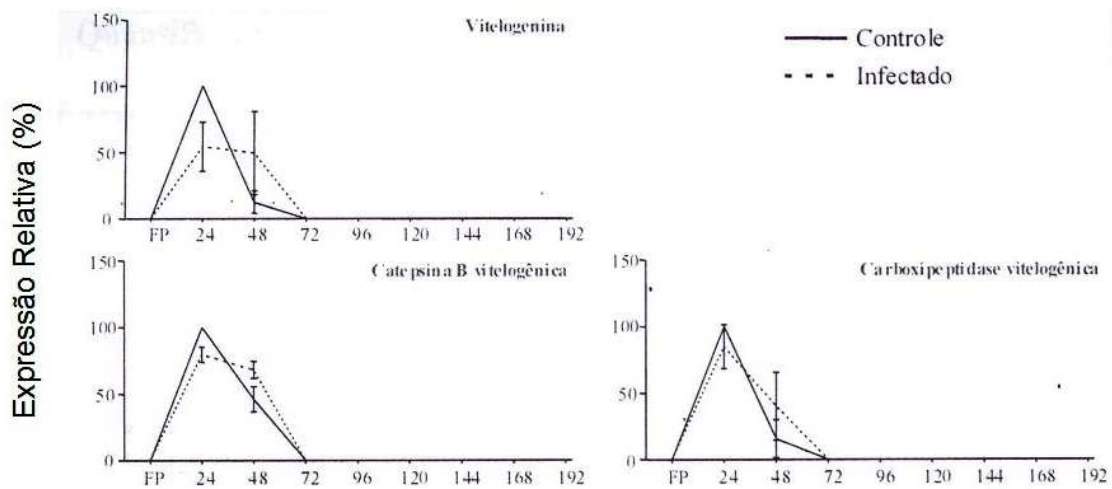 Vitelogenina
Controle
Infectado
Expressão Relativa (%)
150
100
50
0
FP 24 48 72 96 120 144 168 192
Catepsina B vitelogênica
150
100
50
0
FP 24 48 72 96 120 144 168 192
Carboxipeptidase vitelogênica
150
100
50
0
FP 24 48 72 96 120 144 168 192